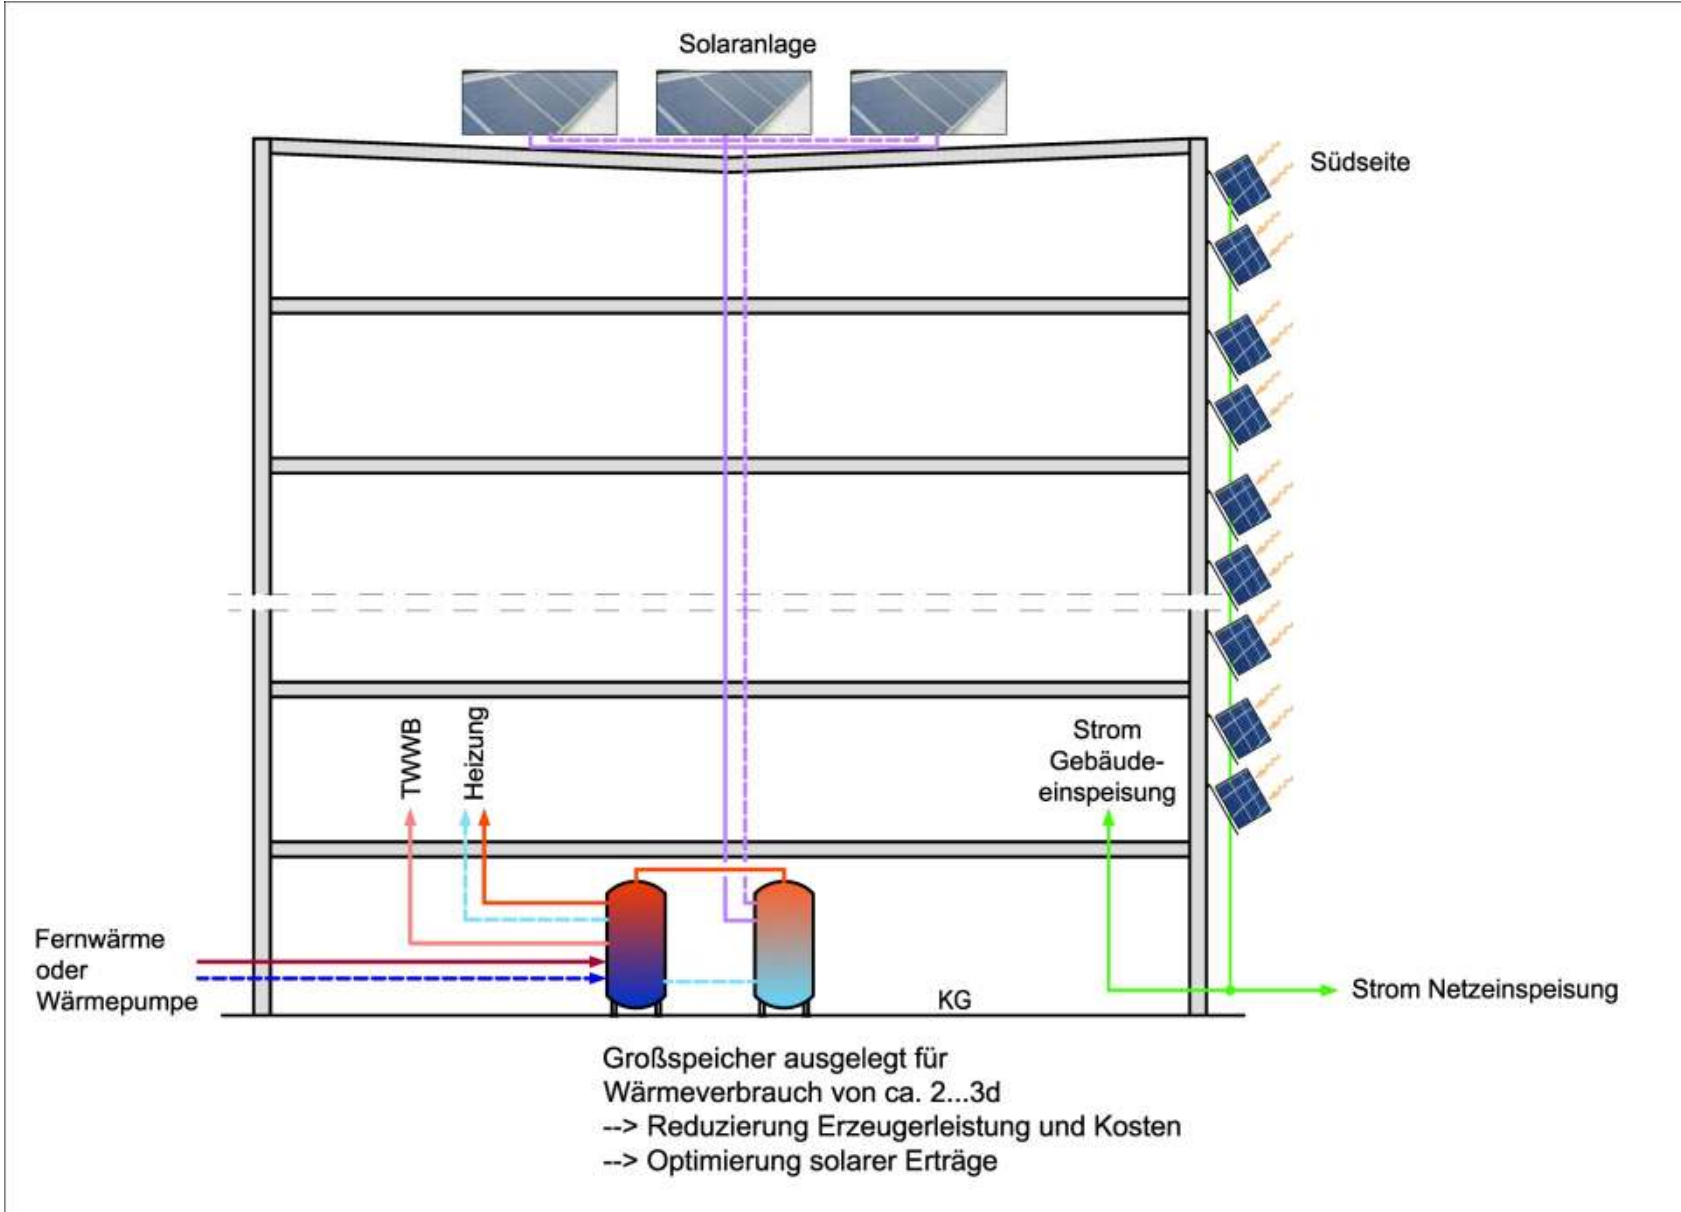 Solaranlage
Südseite
TWWB
Heizung
Strom
Gebäude-
einspeisung
Fernwärme
oder
Wärmepumpe
KG
Strom Netzeinspeisung
Großspeicher ausgelegt für
Wärmeverbrauch von ca. 2...3d
--> Reduzierung Erzeugerleistung und Kosten
--> Optimierung solarer Erträge